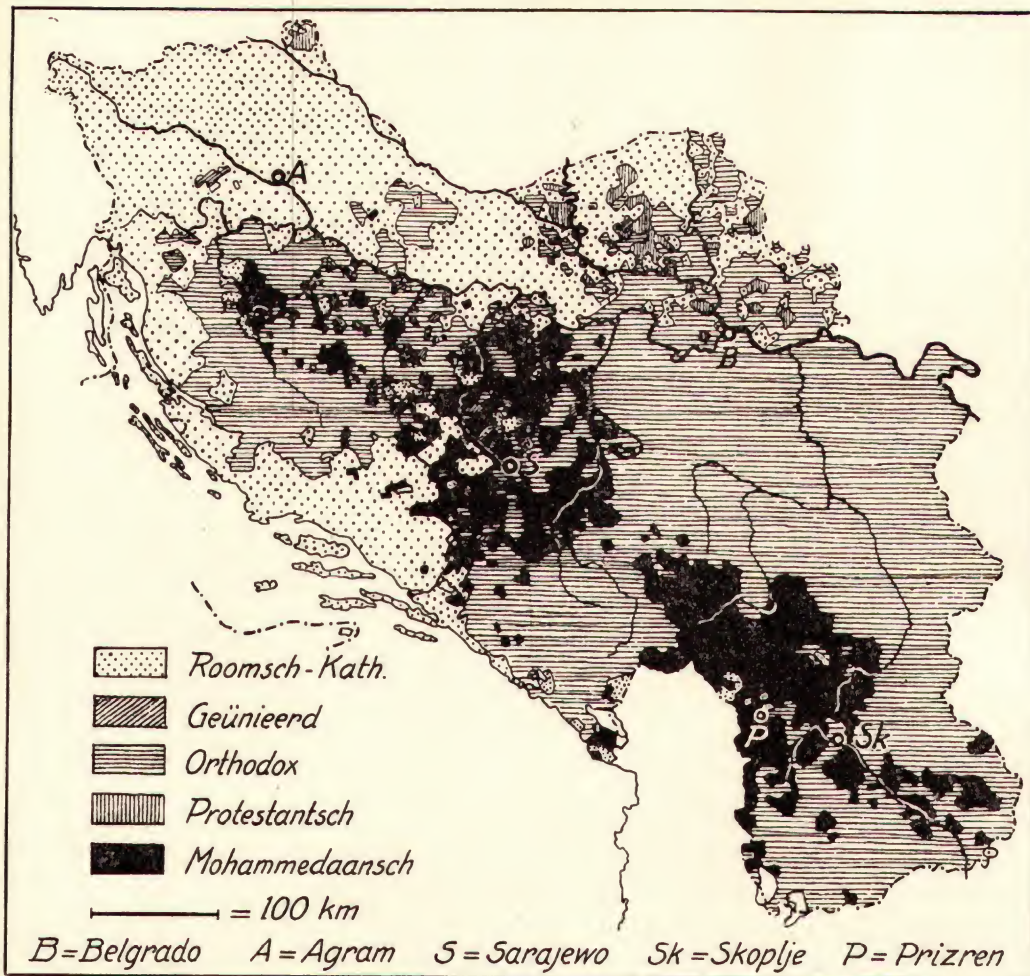 A
B
S
P
Sk
Roomsch-Kath.
Geünieerd
Orthodox
Protestantsch
Mohammedaansch
= 100 km
B=Belgrado A=Agram S=Sarajewo Sk=Skoplje P=Prizren